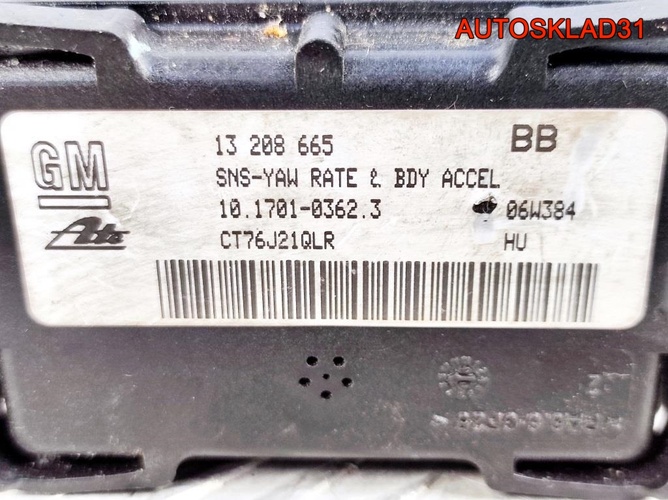 AUTOSKLAD31
GM
13 208 665 BB
SNS-YAW RATE & BDY ACCEL
10.1701-0362.3 06W384
Ate CT76J21QLR HU